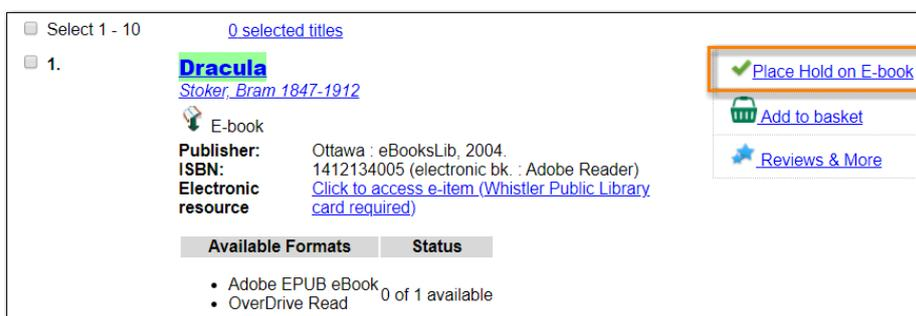 Select 1 - 10 0 selected titles
1. Dracula Place Hold on E-book
Stoker, Bram 1847-1912
E-book Add to basket
Publisher: Ottawa : eBooksLib, 2004.
ISBN: 1412134005 (electronic bk. : Adobe Reader) Reviews & More
Electronic Click to access e-item (Whistler Public Library
resource card required)
Available Formats Status
• Adobe EPUB eBook 0 of 1 available
• OverDrive Read